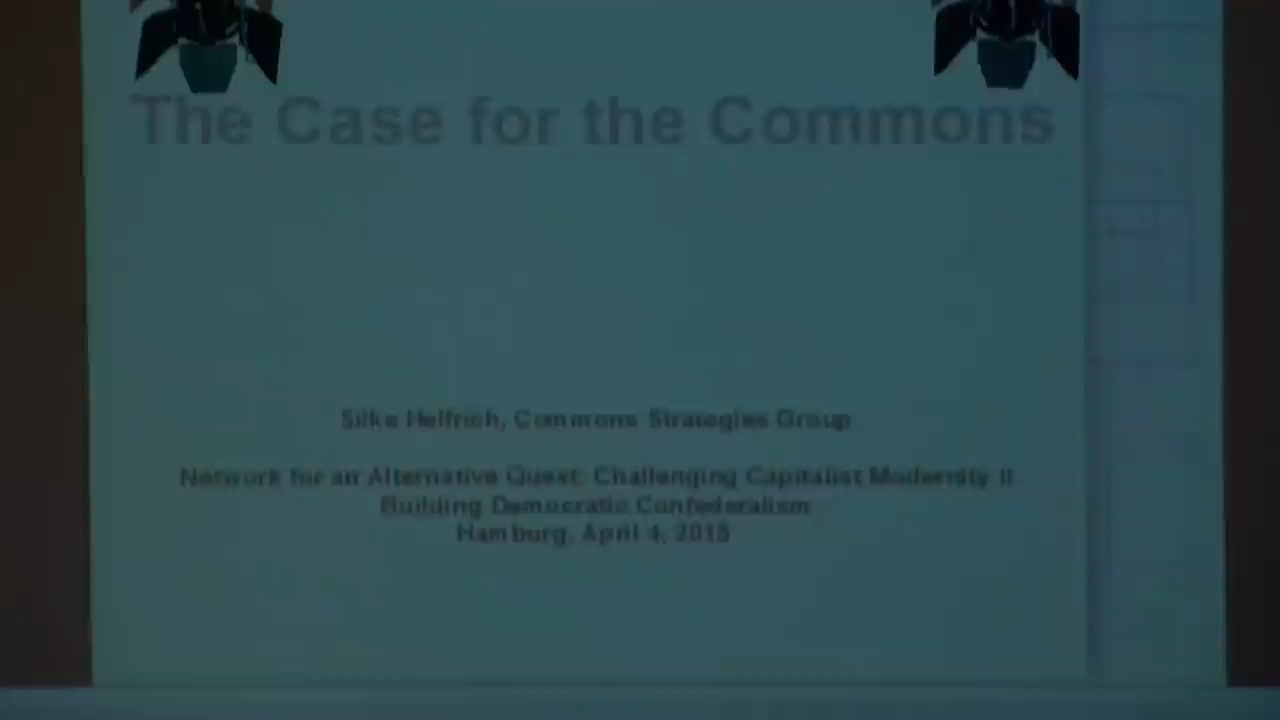 The Case for the Commons
Silke Helfrich, Commons Strategies Group
Network for an Alternative Quest: Challenging Capitalist Modernity II
Building Democratic Confederalism
Hamburg, April 4, 2015